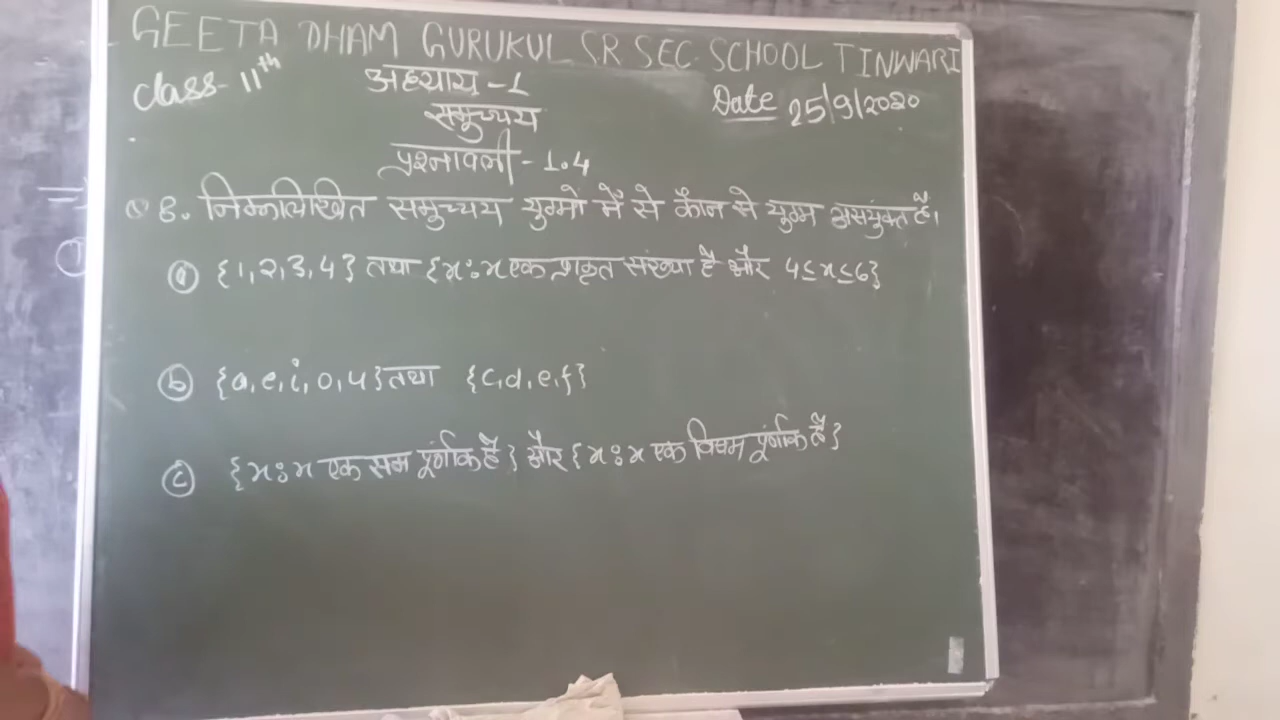 GEETA DHAM GURUKUL SR SEC. SCHOOL TINWARI
Class- 11th अध्याय -1 Date 25/9/2020
समुच्चय
प्रश्नावली - 1.4
8. निम्नलिखित समुच्चय युग्मो में से कौन से युग्म असंयुक्त है।
(a) {1,2,3,4} तथा {x:x एक प्राकृत संख्या है और 4≤x≤6}
(b) {a,e,i,o,u} तथा {c,d,e,f}
(c) {x:x एक सम पूर्णांक है} और {x:x एक विषम पूर्णांक है}